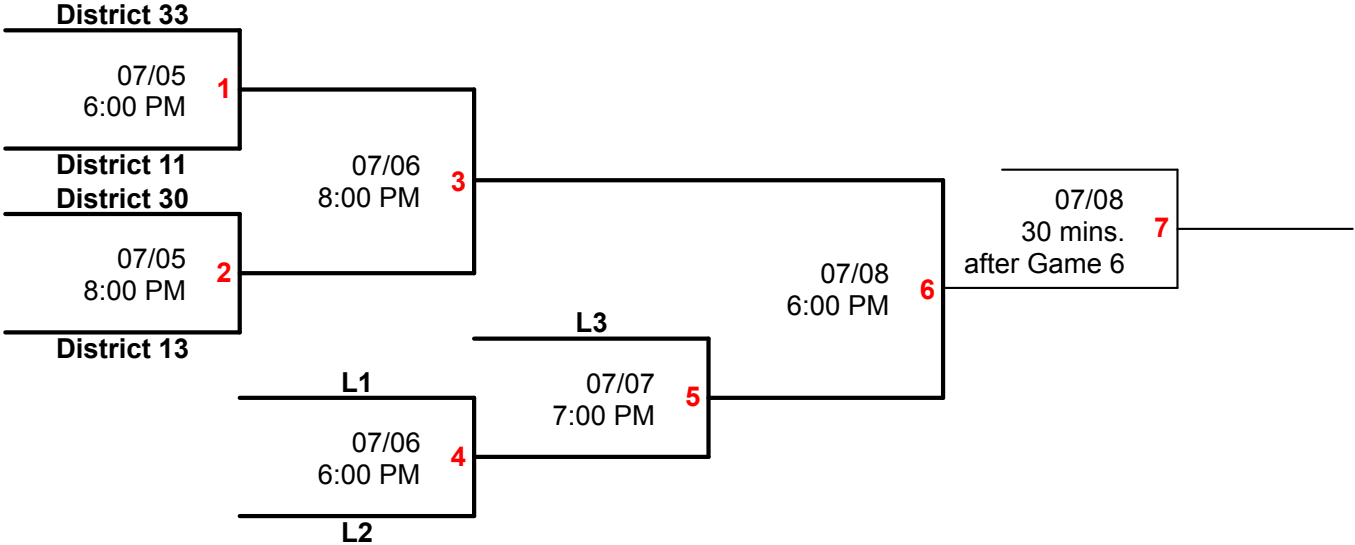 District 33
07/05
6:00 PM
1
District 11
District 30
07/05
8:00 PM
2
District 13
07/06
8:00 PM
3
L1
07/06
6:00 PM
4
L2
L3
07/07
7:00 PM
5
07/08
6:00 PM
6
07/08
30 mins.
after Game 6
7